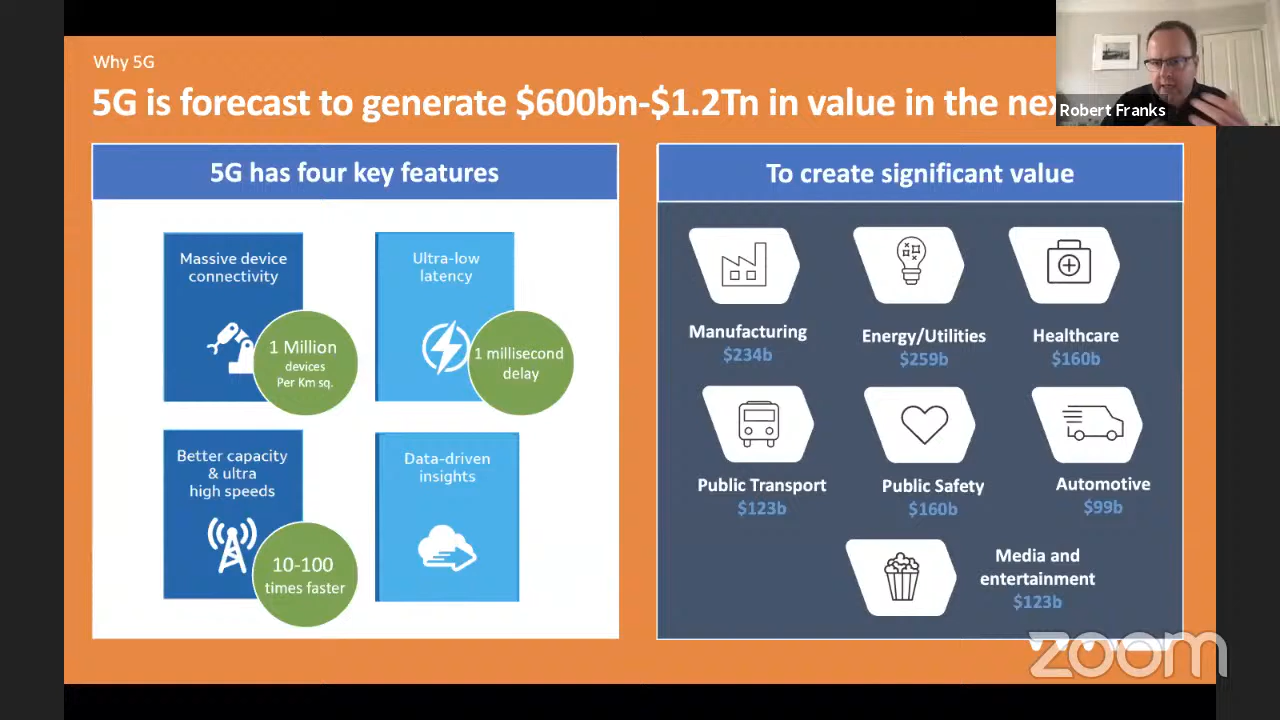 Why 5G
5G is forecast to generate $600bn-$1.2Tn in value in the
Robert Franks
5G has four key features
To create significant value
Massive device
connectivity
1 Million
devices
Per Km sq.
Ultra-low
latency
1 millisecond
delay
Better capacity
& ultra
high speeds
10-100
times faster
Data-driven
insights
Manufacturing
$234b
Energy/Utilities
$259b
Healthcare
$160b
Public Transport
$123b
Public Safety
$160b
Automotive
$99b
Media and
entertainment
$123b
zoom